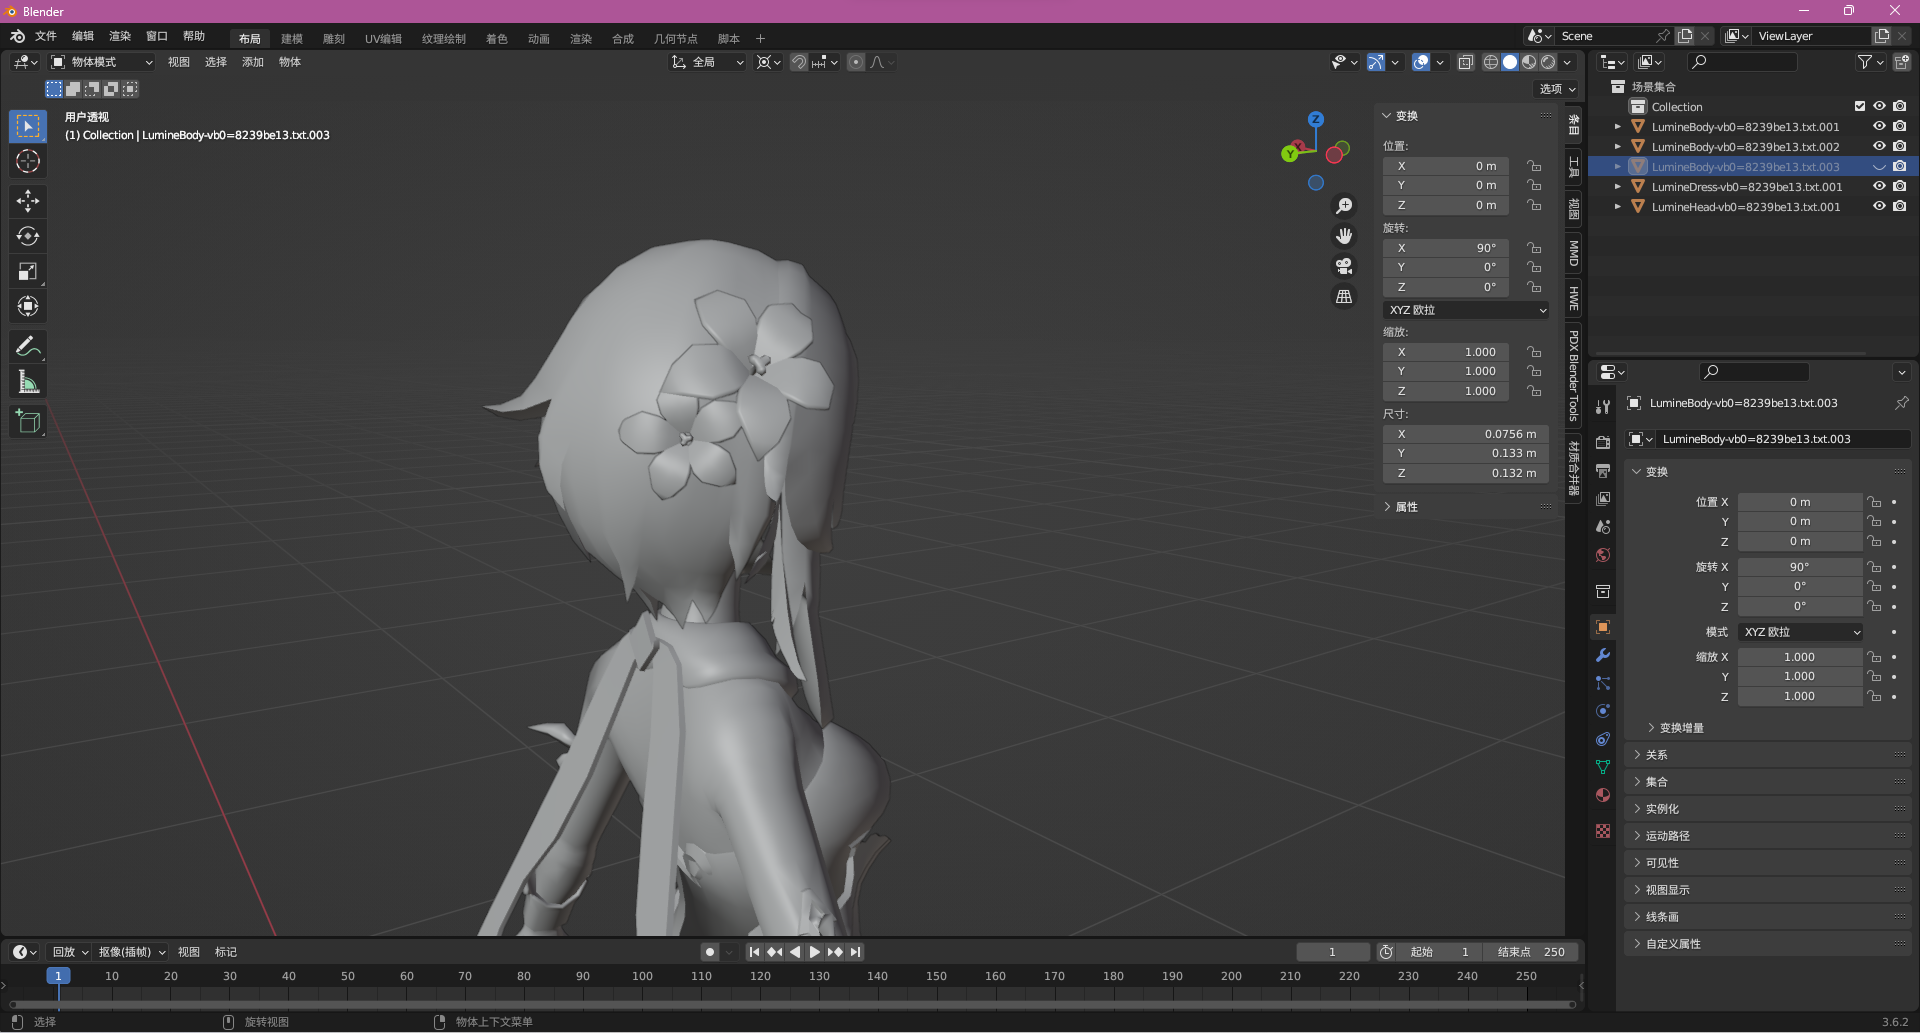 Blender
文件 编辑 渲染 窗口 帮助 布局 建模 雕刻 UV编辑 纹理绘制 着色 动画 渲染 合成 几何节点 脚本 + Scene ViewLayer
物体模式 视图 选择 添加 物体 全局
选项
用户透视
(1) Collection | LumineBody-vb0=8239be13.txt.003
Z
Y
X
变换
位置:
X 0 m
Y 0 m
Z 0 m
旋转:
X 90°
Y 0°
Z 0°
XYZ 欧拉
缩放:
X 1.000
Y 1.000
Z 1.000
尺寸:
X 0.0756 m
Y 0.133 m
Z 0.132 m
属性
条目
工具
视图
MMD
HWE
PDX Blender Tools
材质合并器
场景集合
Collection
LumineBody-vb0=8239be13.txt.001
LumineBody-vb0=8239be13.txt.002
LumineBody-vb0=8239be13.txt.003
LumineDress-vb0=8239be13.txt.001
LumineHead-vb0=8239be13.txt.001
LumineBody-vb0=8239be13.txt.003
LumineBody-vb0=8239be13.txt.003
变换
位置 X 0 m
Y 0 m
Z 0 m
旋转 X 90°
Y 0°
Z 0°
模式 XYZ 欧拉
缩放 X 1.000
Y 1.000
Z 1.000
变换增量
关系
集合
实例化
运动路径
可见性
视图显示
线条画
自定义属性
回放 抠像(插帧) 视图 标记 1 起始 1 结束点 250
1 10 20 30 40 50 60 70 80 90 100 110 120 130 140 150 160 170 180 190 200 210 220 230 240 250
选择 旋转视图 物体上下文菜单 3.6.2